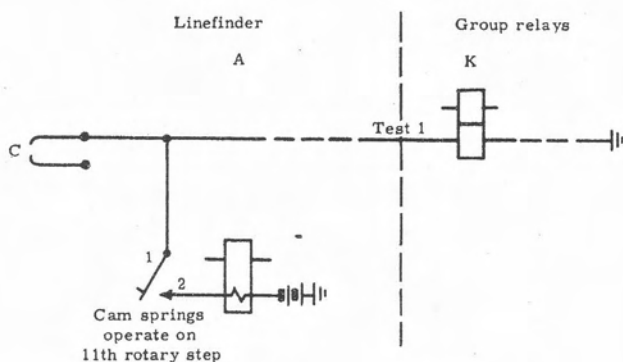 Linefinder
Group relays
A
K
Test 1
C
1
2
Cam springs
operate on
11th rotary step